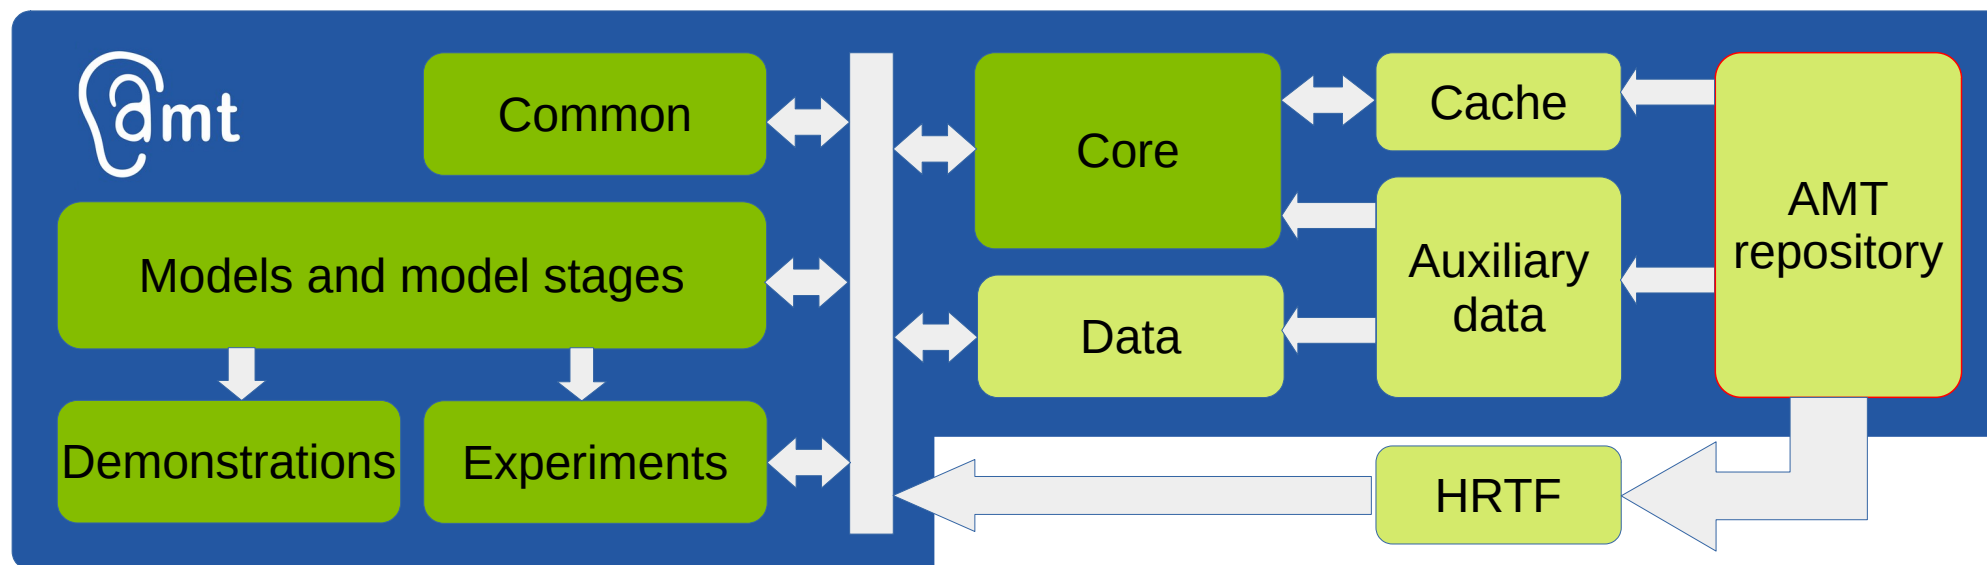 amt
Common
Core
Cache
AMT
repository
Models and model stages
Auxiliary
data
Data
Demonstrations
Experiments
HRTF